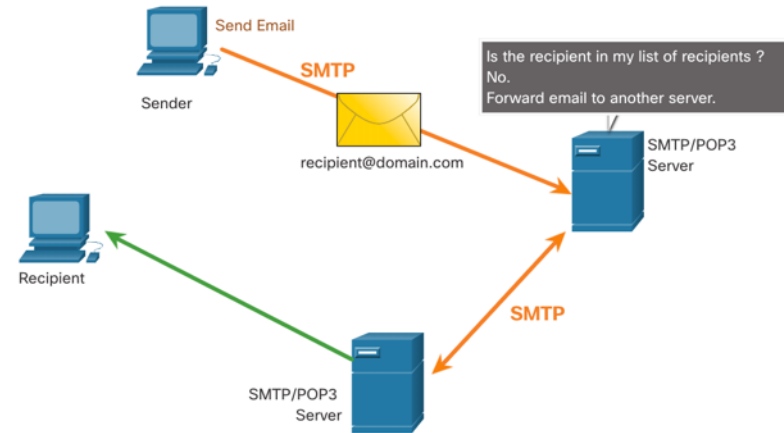 Send Email
SMTP
Sender
Is the recipient in my list of recipients ?
No.
Forward email to another server.
recipient@domain.com
SMTP/POP3
Server
Recipient
SMTP
SMTP/POP3
Server